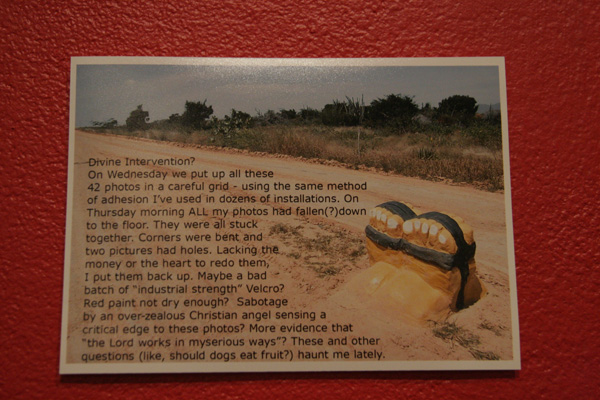 Divine Intervention?
On Wednesday we put up all these
42 photos in a careful grid - using the same method
of adhesion I've used in dozens of installations. On
Thursday morning ALL my photos had fallen(?)down
to the floor. They were all stuck
together. Corners were bent and
two pictures had holes. Lacking the
money or the heart to redo them,
I put them back up. Maybe a bad
batch of "industrial strength" Velcro?
Red paint not dry enough? Sabotage
by an over-zealous Christian angel sensing a
critical edge to these photos? More evidence that
"the Lord works in myserious ways"? These and other
questions (like, should dogs eat fruit?) haunt me lately.